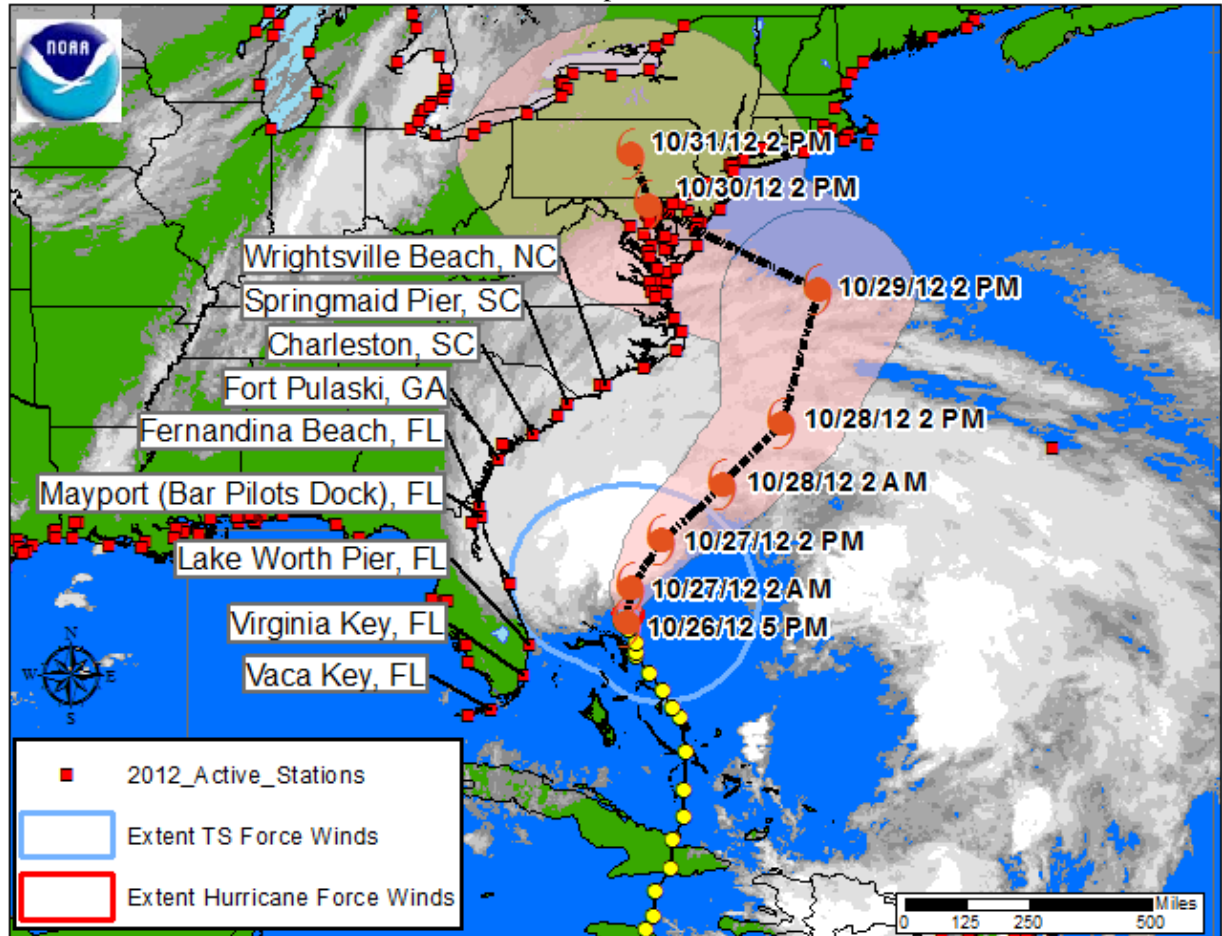 NOAA
10/31/12 2 PM
10/30/12 2 PM
Wrightsville Beach, NC
10/29/12 2 PM
Springmaid Pier, SC
Charleston, SC
Fort Pulaski, GA
10/28/12 2 PM
Fernandina Beach, FL
10/28/12 2 AM
Mayport (Bar Pilots Dock), FL
10/27/12 2 PM
Lake Worth Pier, FL
10/27/12 2 AM
Virginia Key, FL
10/26/12 5 PM
N
W E
S
Vaca Key, FL
2012_Active_Stations
Extent TS Force Winds
Extent Hurricane Force Winds
Miles
0 125 250 500